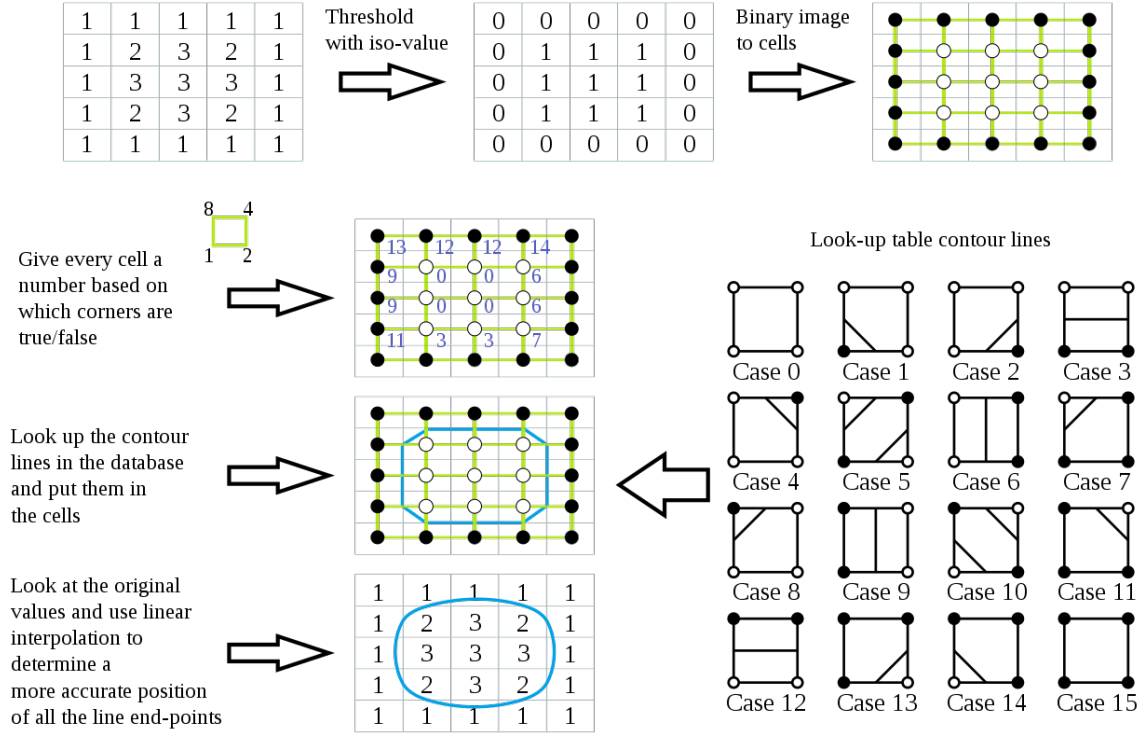 1 1 1 1 1
1 2 3 2 1
1 3 3 3 1
1 2 3 2 1
1 1 1 1 1
Threshold
with iso-value
0 0 0 0 0
0 1 1 1 0
0 1 1 1 0
0 1 1 1 0
0 0 0 0 0
Binary image
to cells
8 4
1 2
Give every cell a
number based on
which corners are
true/false
13 12 12 14
9 0 0 6
9 0 0 6
11 3 3 7
Look up the contour
lines in the database
and put them in
the cells
Look at the original
values and use linear
interpolation to
determine a
more accurate position
of all the line end-points
1 1 1 1 1
1 2 3 2 1
1 3 3 3 1
1 2 3 2 1
1 1 1 1 1
Look-up table contour lines
Case 0 Case 1 Case 2 Case 3
Case 4 Case 5 Case 6 Case 7
Case 8 Case 9 Case 10 Case 11
Case 12 Case 13 Case 14 Case 15